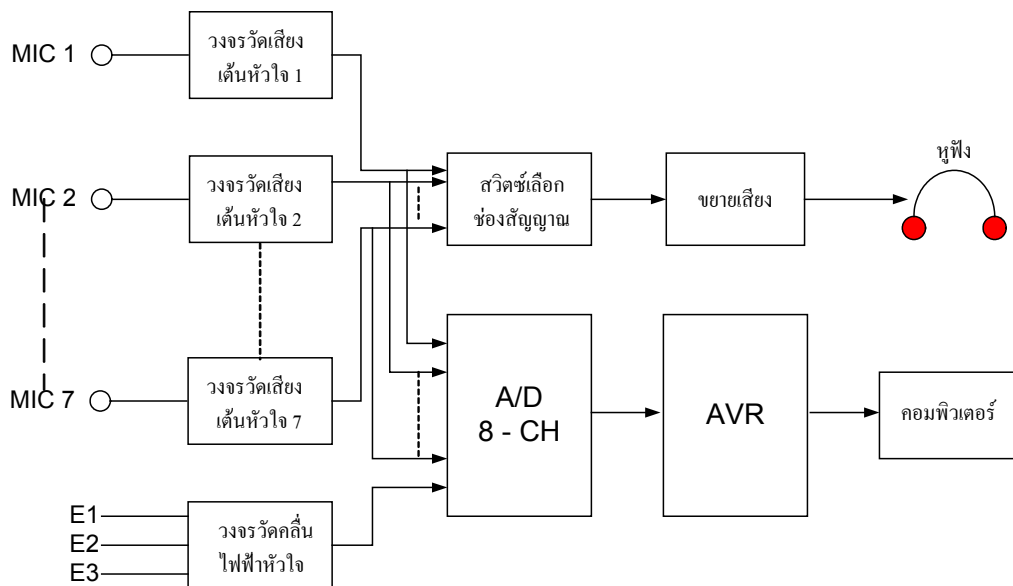 MIC 1
วงจรวัดเสียง
เต้นหัวใจ 1
MIC 2
วงจรวัดเสียง
เต้นหัวใจ 2
สวิตซ์เลือก
ช่องสัญญาณ
ขยายเสียง
หูฟัง
MIC 7
วงจรวัดเสียง
เต้นหัวใจ 7
A/D
8 - CH
AVR
คอมพิวเตอร์
E1
E2
E3
วงจรวัดคลื่น
ไฟฟ้าหัวใจ